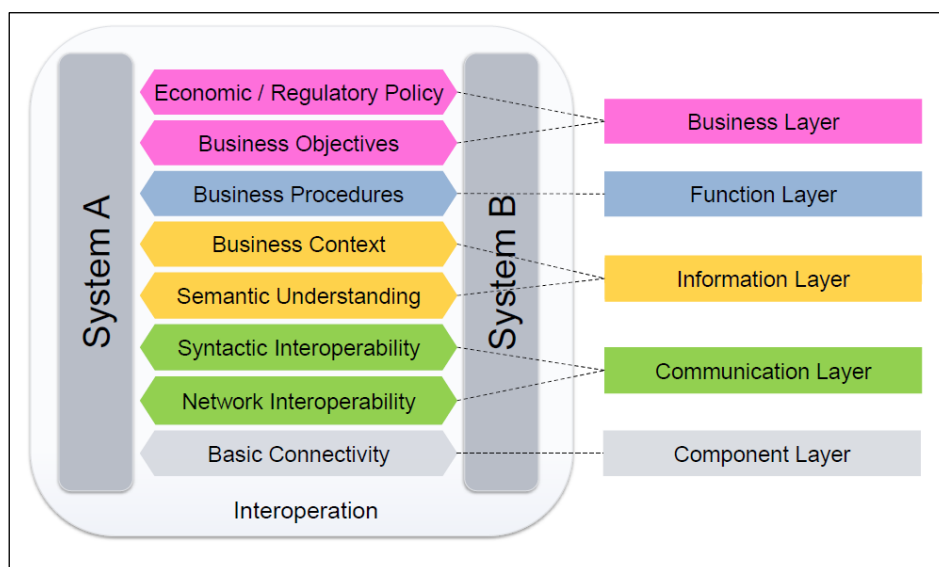 System A
Economic / Regulatory Policy
Business Objectives
Business Procedures
Business Context
Semantic Understanding
Syntactic Interoperability
Network Interoperability
Basic Connectivity
System B
Interoperation
Business Layer
Function Layer
Information Layer
Communication Layer
Component Layer